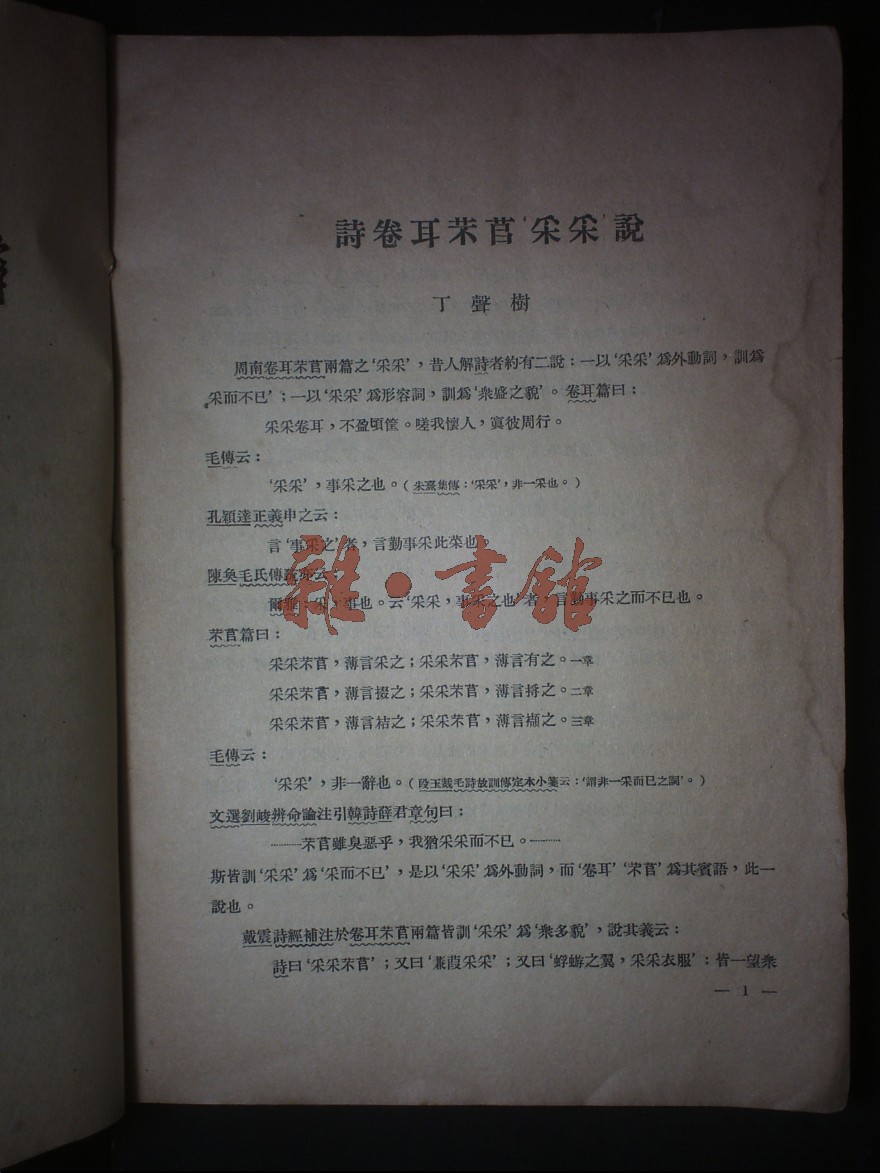 詩卷耳芣苢‘采采’說
丁聲樹
周南卷耳芣苢兩篇之‘采采’，昔人解詩者約有二說：一以‘采采’爲外動詞，訓爲
‘采而不已’；一以‘采采’爲形容詞，訓爲‘衆盛之貌’。卷耳篇曰：
采采卷耳，不盈頃筐。嗟我懷人，寘彼周行。
毛傳云：
‘采采’，事采之也。（朱熹集傳：‘采采’，非一采也。）
孔穎達正義申之云：
言‘事采之’者，言勤事采此菜也。
陳奐毛氏傳疏亦云：
爾雅：采，事也。云‘采采，事采之也’者，言勤事采之而不已也。
芣苢篇曰：
采采芣苢，薄言采之；采采芣苢，薄言有之。一章
采采芣苢，薄言掇之；采采芣苢，薄言捋之。二章
采采芣苢，薄言袺之；采采芣苢，薄言襭之。三章
毛傳云：
‘采采’，非一辭也。（段玉裁毛詩故訓傳定本小箋云：‘謂非一采而已之詞’。）
文選劉峻辨命論注引韓詩薛君章句曰：
………芣苢雖臭惡乎，我猶采采而不已。………
斯皆訓‘采采’爲‘采而不已’，是以‘采采’爲外動詞，而‘卷耳’‘芣苢’爲其賓語，此一
說也。
戴震詩經補注於卷耳芣苢兩篇皆訓‘采采’爲‘衆多貌’，說其義云：
詩曰‘采采芣苢’；又曰‘蒹葭采采’；又曰‘蜉蝣之翼，采采衣服’：皆一望衆
— 1 —
雜·書館